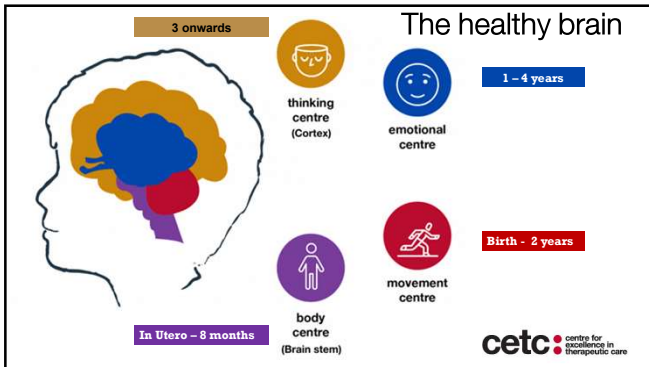 The healthy brain
3 onwards
thinking
centre
(Cortex)
emotional
centre
1 – 4 years
body
centre
(Brain stem)
In Utero – 8 months
movement
centre
Birth - 2 years
cetc: centre for
excellence in
therapeutic care